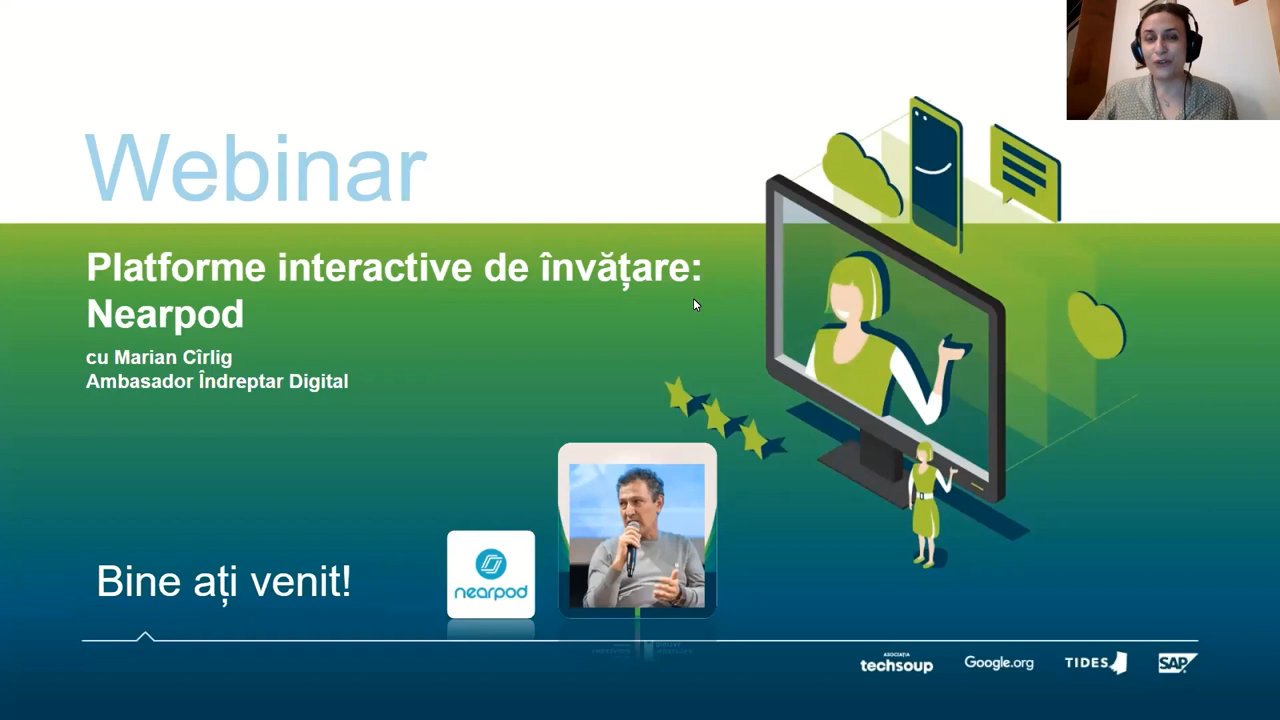 Webinar
Platforme interactive de învățare:
Nearpod
cu Marian Cîrlig
Ambasador Îndreptar Digital
nearpod
Bine ați venit!
ASOCIAȚIA
techsoup
Google.org
TIDES
SAP